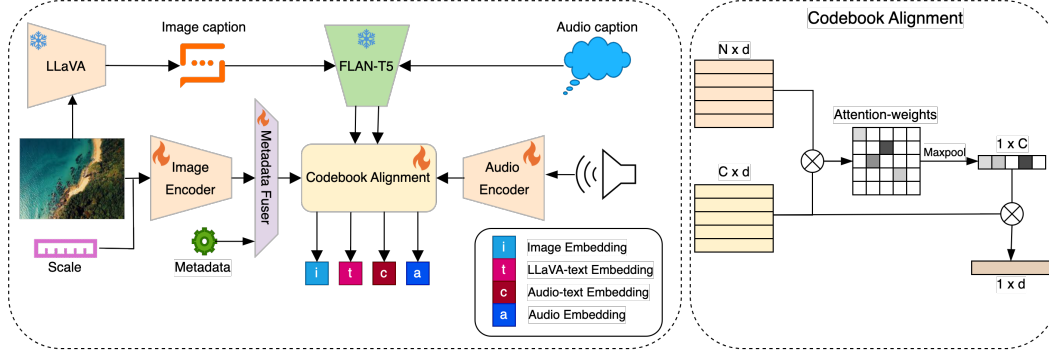 LLaVA
Image caption
FLAN-T5
Audio caption
Image
Encoder
Metadata Fuser
Codebook Alignment
Audio
Encoder
Scale
Metadata
i
t
c
a
i
Image Embedding
t
LLaVA-text Embedding
c
Audio-text Embedding
a
Audio Embedding
Codebook Alignment
N x d
Attention-weights
Maxpool
1 x C
C x d
1 x d